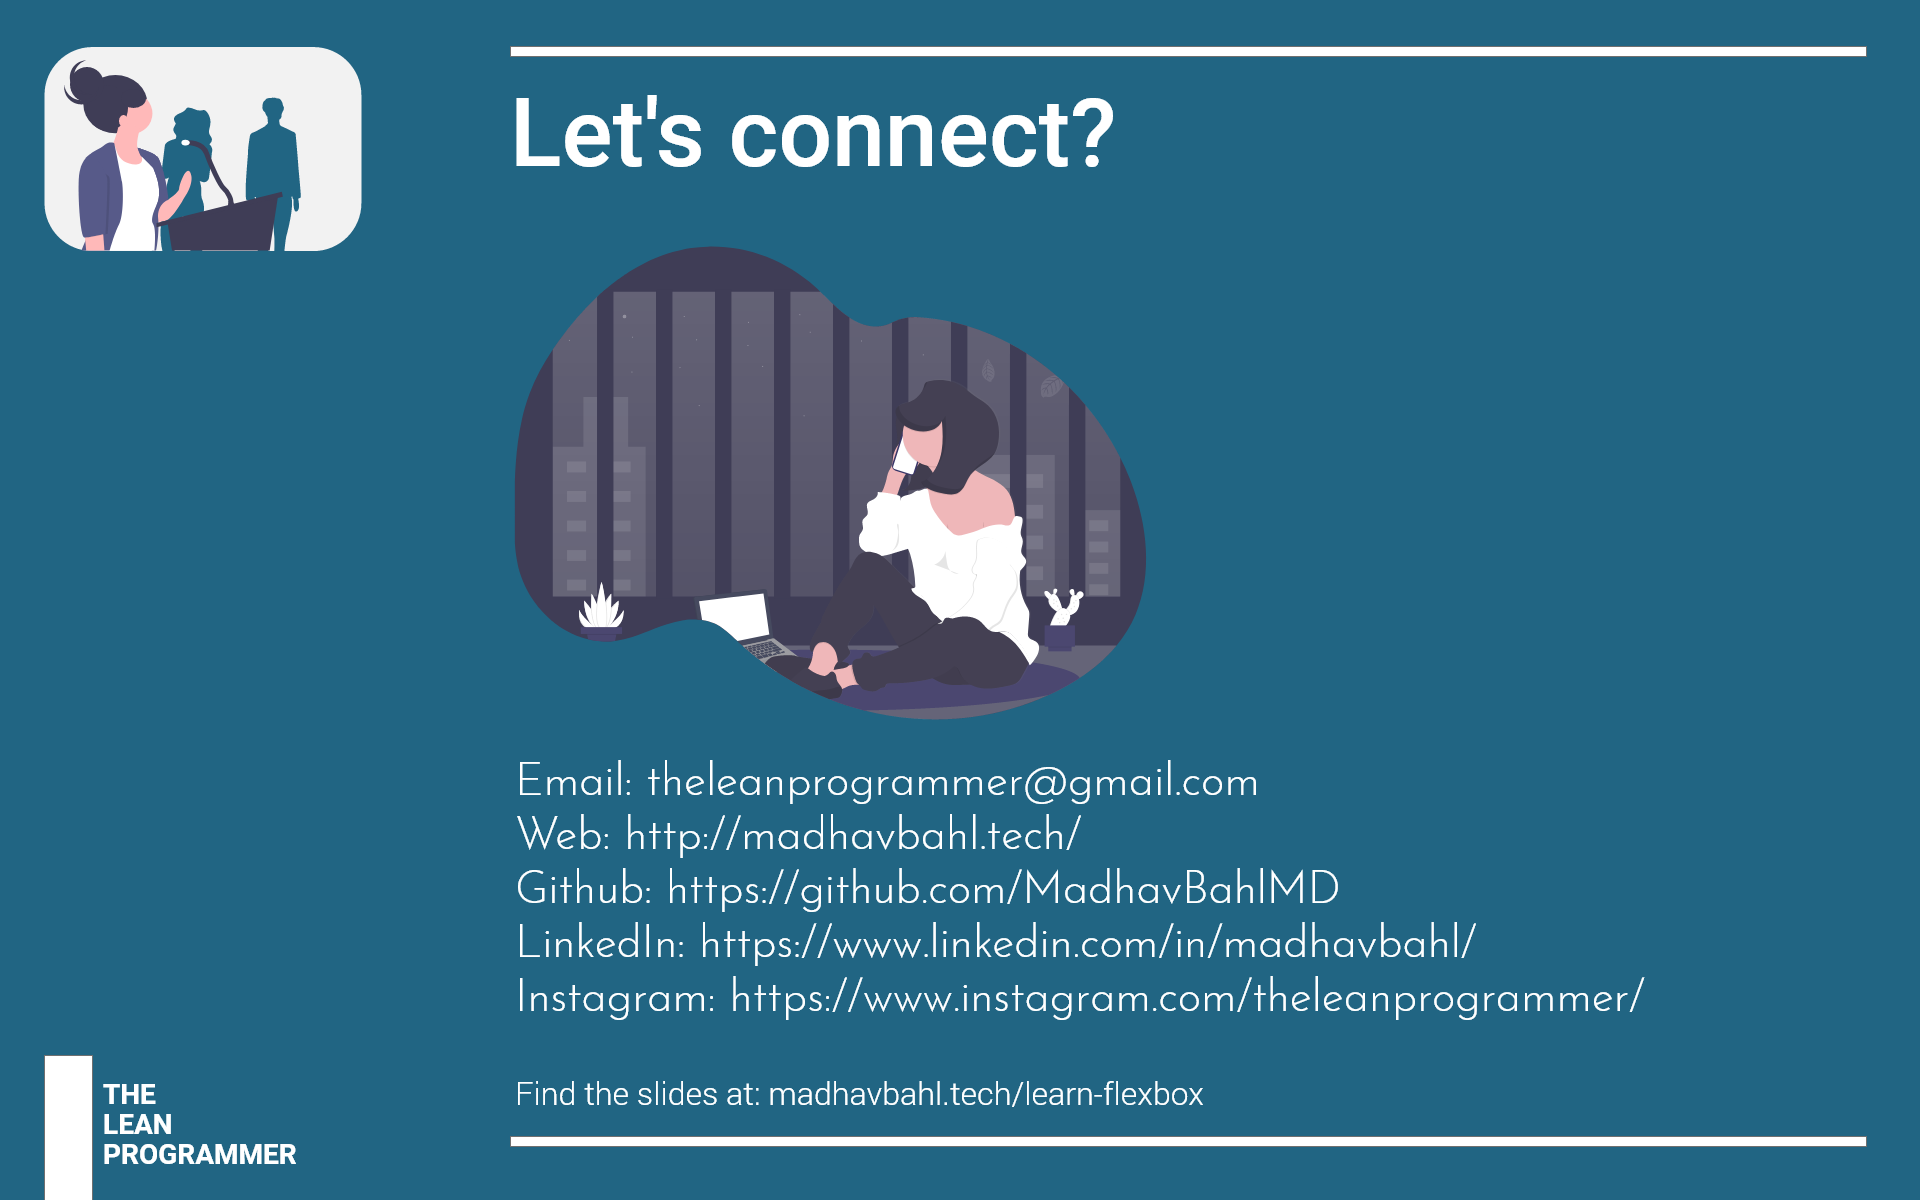 Let's connect?
Email: theleanprogrammer@gmail.com
Web: http://madhavbahl.tech/
Github: https://github.com/MadhavBahlMD
LinkedIn: https://www.linkedin.com/in/madhavbahl/
Instagram: https://www.instagram.com/theleanprogrammer/
Find the slides at: madhavbahl.tech/learn-flexbox
THE
LEAN
PROGRAMMER